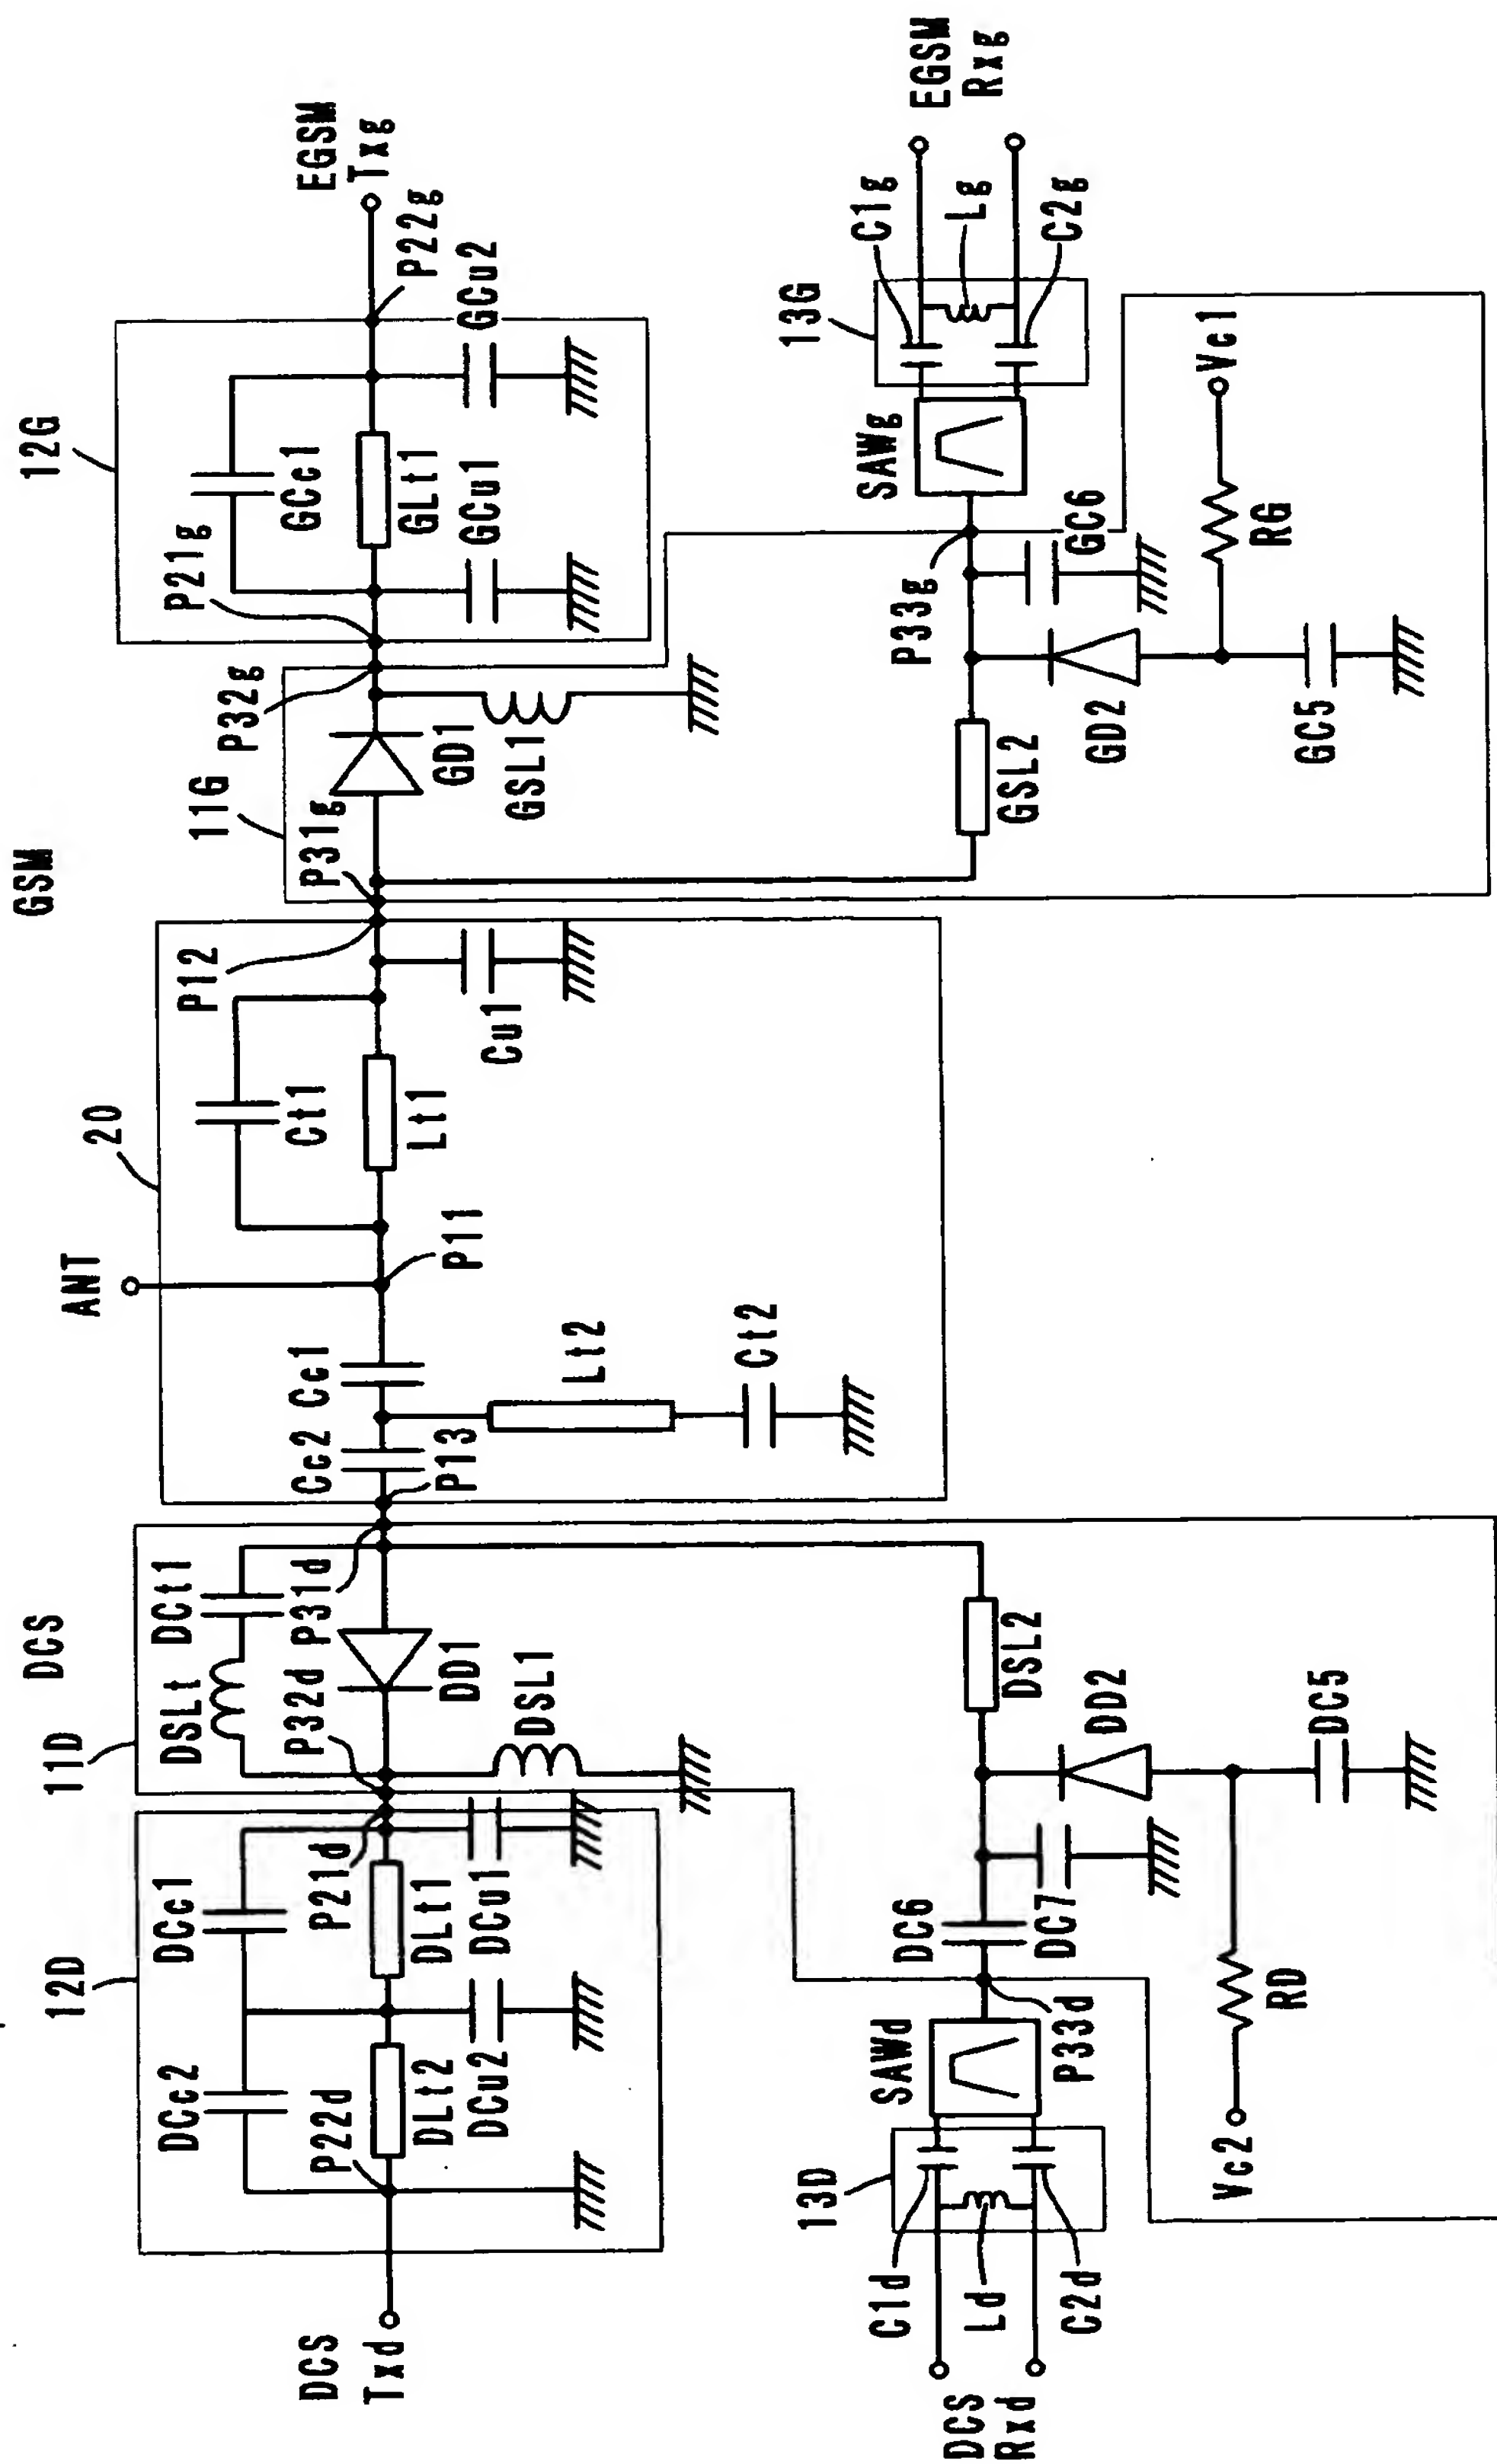 GSM
DCS
ANT
20
11D
12D
11G
12G
DCS
Txd
DCc2
DCc1
P22d
P21d
DLt2
DLt1
DCu2
DCu1
DSLt
DCt1
P32d
P31d
DD1
DSL1
Cc2
Cc1
P13
Lt2
Ct2
P11
Ct1
Lt1
Cu1
P12
P31g
GD1
GSL1
P32g
P21g
GCc1
GLt1
GCu1
GCu2
P22g
EGSM
Txg
DCS
Rxd
C1d
Ld
C2d
13D
SAWd
P33d
DC6
DC7
DSL2
DD2
DC5
RD
Vc2
GSL2
GD2
GC5
P33g
GC6
RG
Vc1
SAWg
13G
C1g
Lg
C2g
EGSM
Rxg